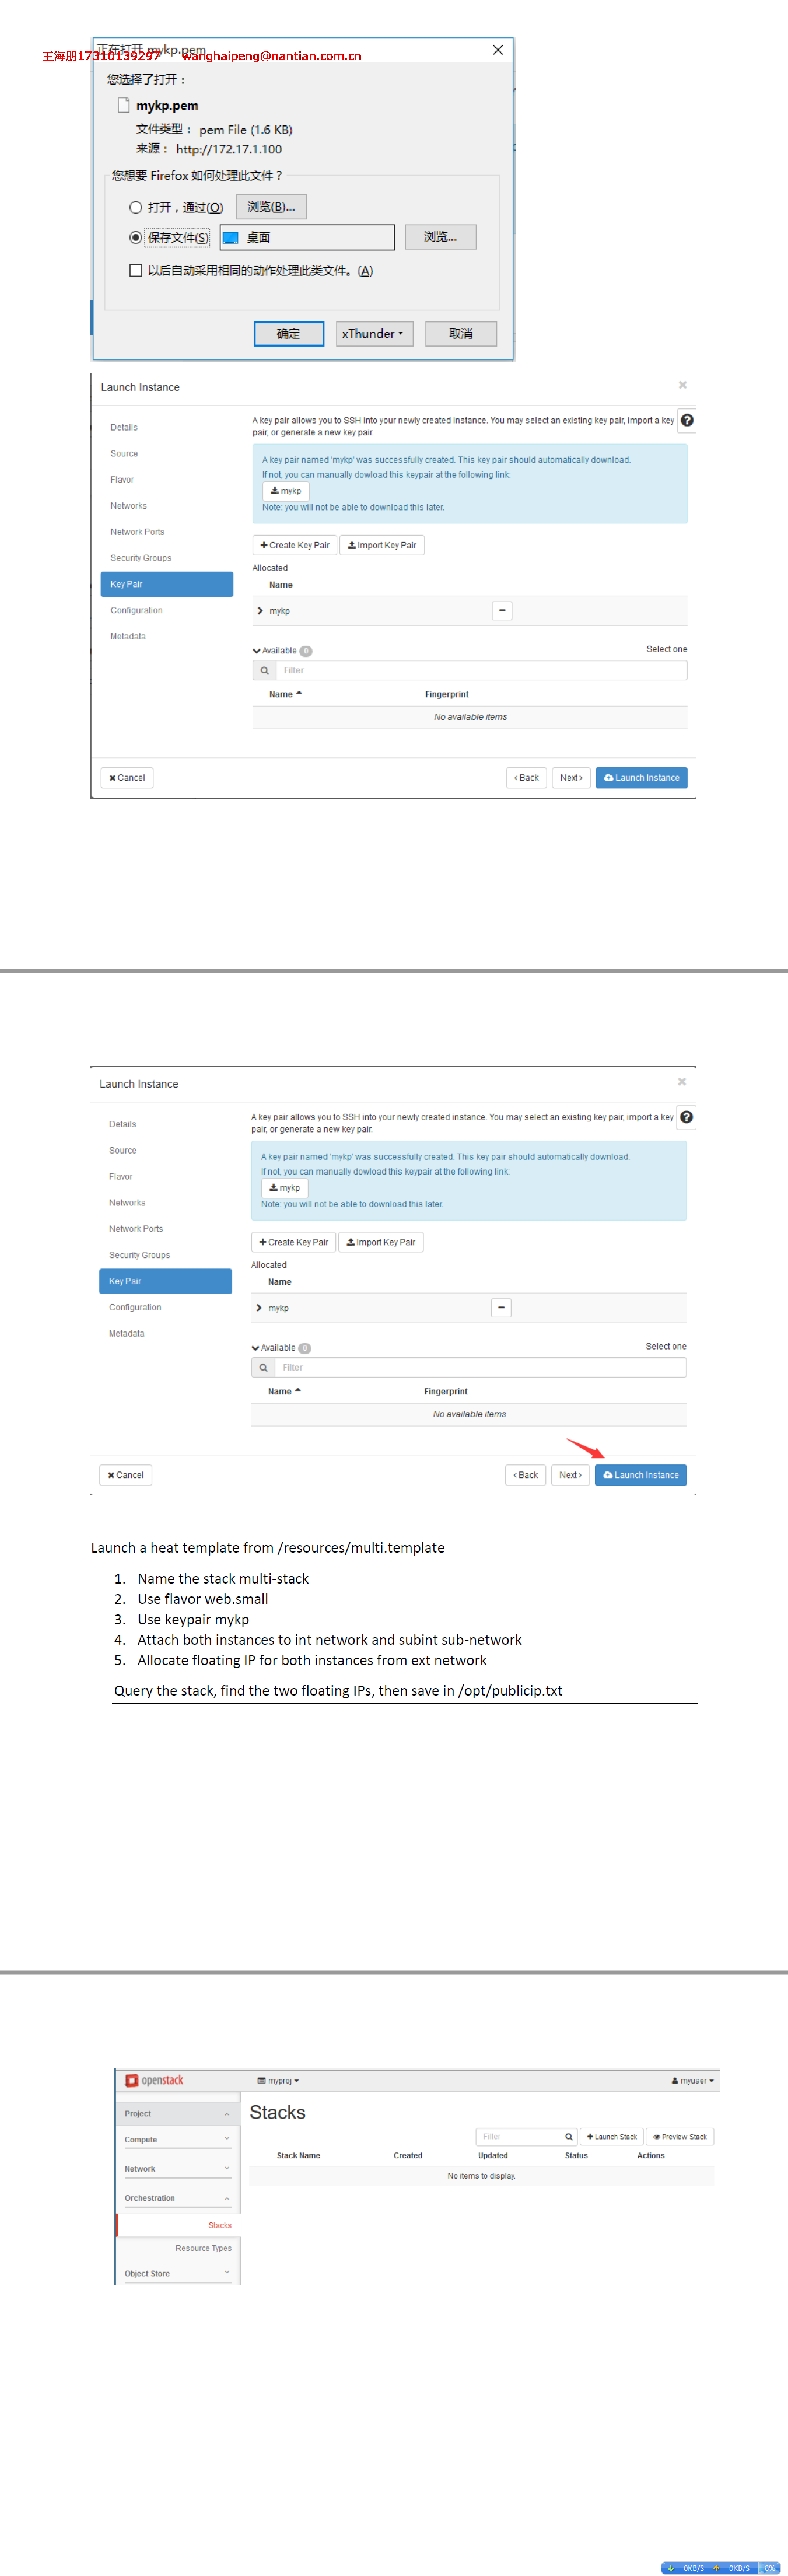 正在打开 mykp.pem
王海朋17310139297 wanghaipeng@nantian.com.cn
您选择了打开：
mykp.pem
文件类型： pem File (1.6 KB)
来源： http://172.17.1.100
您想要 Firefox 如何处理此文件？
打开，通过(O) 浏览(B)...
保存文件(S) 桌面 浏览...
以后自动采用相同的动作处理此类文件。(A)
确定 xThunder 取消
Launch Instance
Details
Source
Flavor
Networks
Network Ports
Security Groups
Key Pair
Configuration
Metadata
A key pair allows you to SSH into your newly created instance. You may select an existing key pair, import a key
pair, or generate a new key pair.
A key pair named 'mykp' was successfully created. This key pair should automatically download.
If not, you can manually dowload this keypair at the following link:
mykp
Note: you will not be able to download this later.
Create Key Pair Import Key Pair
Allocated
Name
mykp
Available 0 Select one
Filter
Name Fingerprint
No available items
Cancel Back Next Launch Instance
Launch Instance
Details
Source
Flavor
Networks
Network Ports
Security Groups
Key Pair
Configuration
Metadata
A key pair allows you to SSH into your newly created instance. You may select an existing key pair, import a key
pair, or generate a new key pair.
A key pair named 'mykp' was successfully created. This key pair should automatically download.
If not, you can manually dowload this keypair at the following link:
mykp
Note: you will not be able to download this later.
Create Key Pair Import Key Pair
Allocated
Name
mykp
Available 0 Select one
Filter
Name Fingerprint
No available items
Cancel Back Next Launch Instance
Launch a heat template from /resources/multi.template
1. Name the stack multi-stack
2. Use flavor web.small
3. Use keypair mykp
4. Attach both instances to int network and subint sub-network
5. Allocate floating IP for both instances from ext network
Query the stack, find the two floating IPs, then save in /opt/publicip.txt
openstack myproj myuser
Project
Compute
Network
Orchestration
Stacks
Resource Types
Object Store
Stacks
Filter Launch Stack Preview Stack
Stack Name Created Updated Status Actions
No items to display.
0KB/S 0KB/S 6%